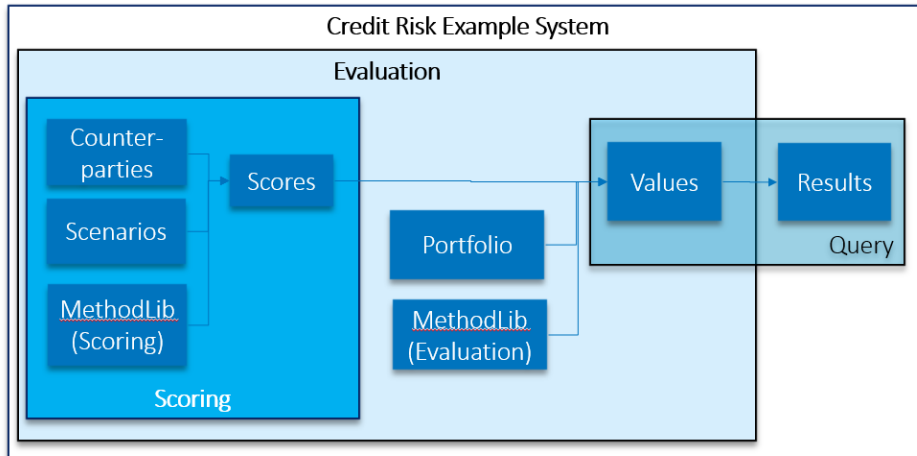 Credit Risk Example System
Evaluation
Counter-
parties
Scores
Scenarios
MethodLib
(Scoring)
Scoring
Portfolio
MethodLib
(Evaluation)
Values
Results
Query